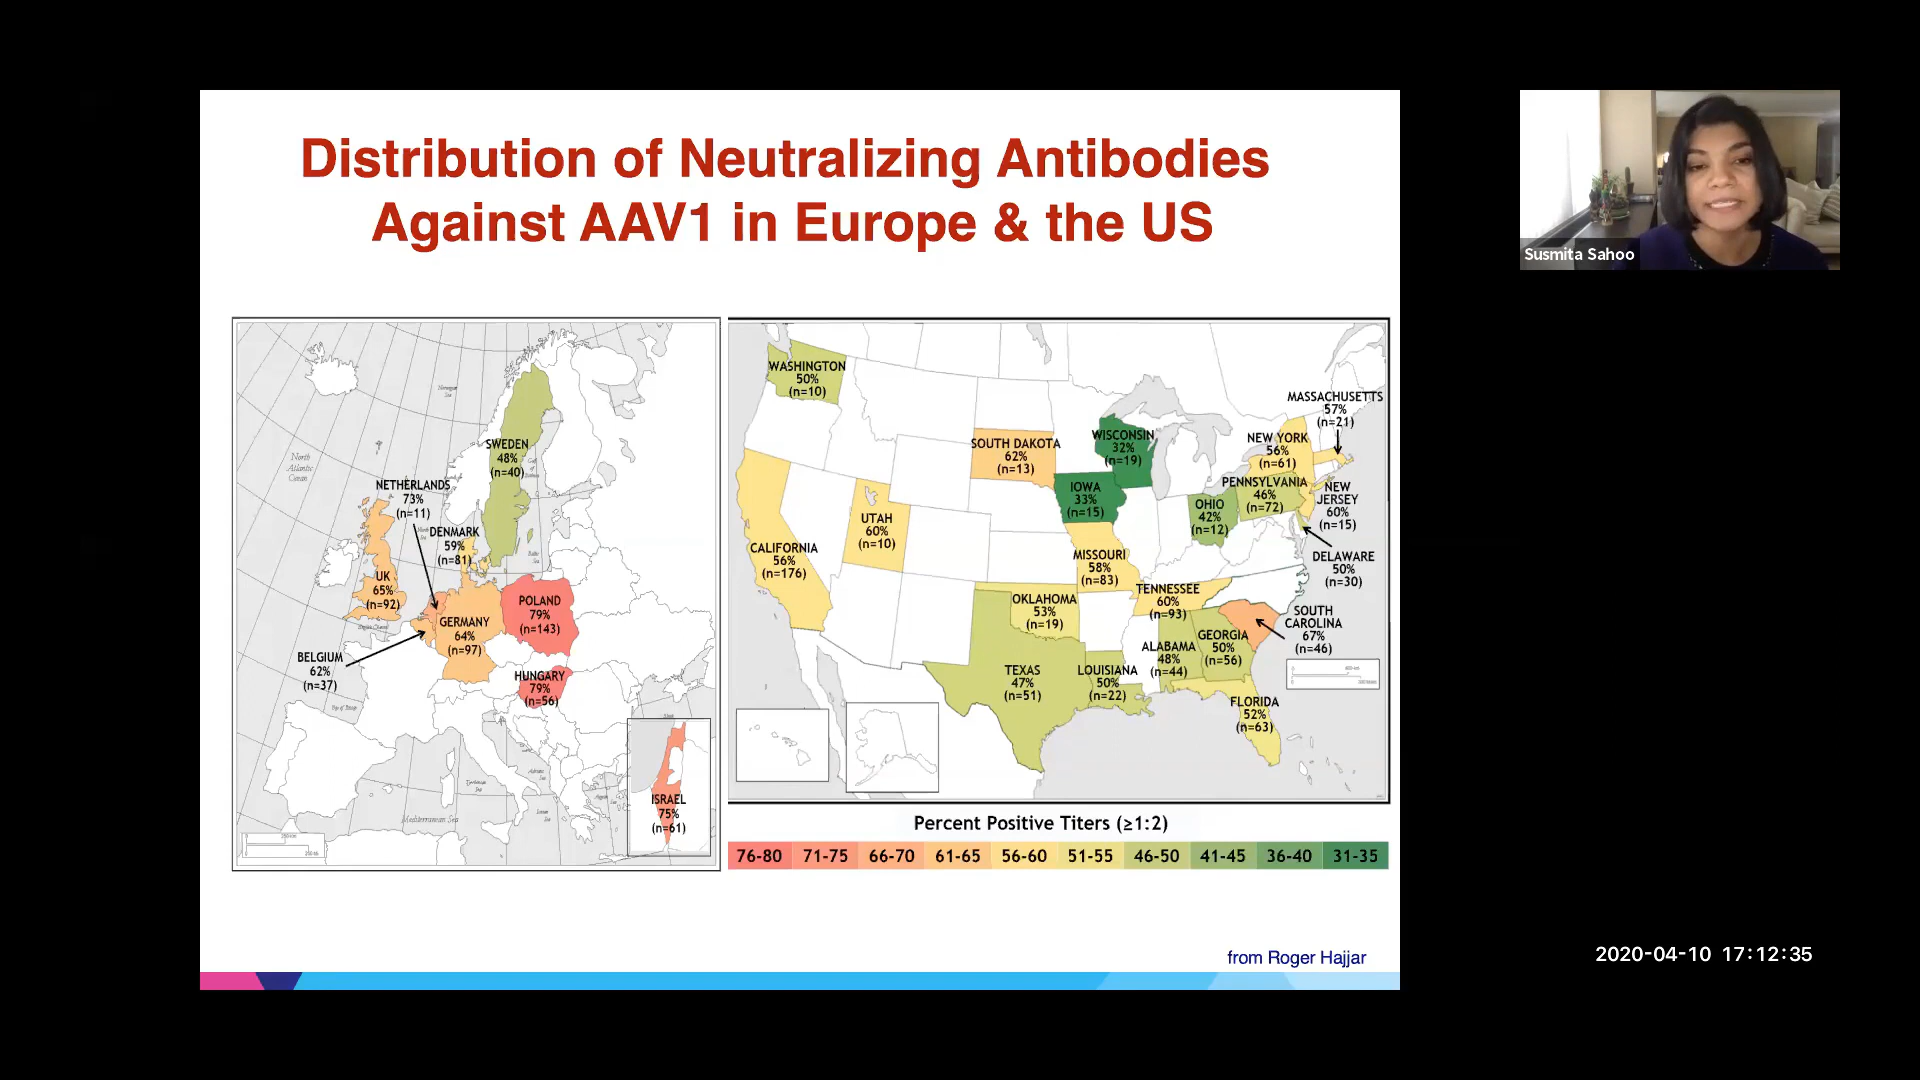 Distribution of Neutralizing Antibodies
Against AAV1 in Europe & the US
Susmita Sahoo
North
Atlantic
Ocean
SWEDEN
48%
(n=40)
NETHERLANDS
73%
(n=11)
DENMARK
59%
(n=81)
UK
65%
(n=92)
POLAND
79%
(n=143)
GERMANY
64%
(n=97)
BELGIUM
62%
(n=37)
HUNGARY
79%
(n=56)
ISRAEL
75%
(n=61)
Mediterranean Sea
WASHINGTON
50%
(n=10)
SOUTH DAKOTA
62%
(n=13)
WISCONSIN
32%
(n=19)
MASSACHUSETTS
57%
(n=21)
NEW YORK
56%
(n=61)
IOWA
33%
(n=15)
OHIO
42%
(n=12)
PENNSYLVANIA
46%
(n=72)
NEW
JERSEY
60%
(n=15)
UTAH
60%
(n=10)
CALIFORNIA
56%
(n=176)
MISSOURI
58%
(n=83)
DELAWARE
50%
(n=30)
TENNESSEE
60%
(n=93)
OKLAHOMA
53%
(n=19)
SOUTH
CAROLINA
67%
(n=46)
GEORGIA
50%
(n=56)
ALABAMA
48%
(n=44)
TEXAS
47%
(n=51)
LOUISIANA
50%
(n=22)
FLORIDA
52%
(n=63)
Percent Positive Titers (≥1:2)
76-80 71-75 66-70 61-65 56-60 51-55 46-50 41-45 36-40 31-35
from Roger Hajjar
2020-04-10 17:12:35